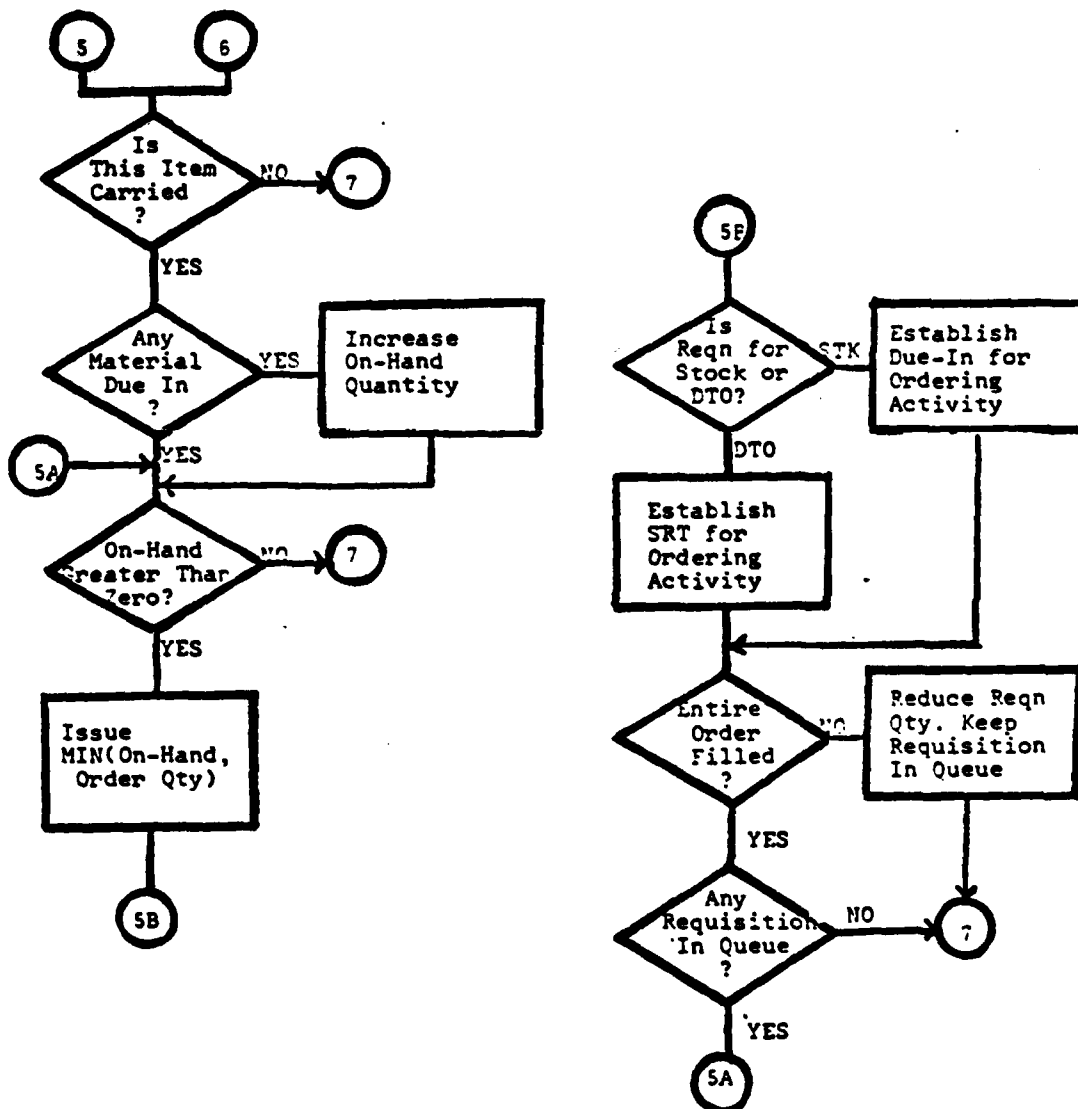 5
6
Is
This Item
Carried
?
NO
7
YES
Any
Material
Due In
?
YES
Increase
On-Hand
Quantity
5A
YES
On-Hand
Greater Than
Zero?
NO
7
YES
Issue
MIN(On-Hand,
Order Qty)
5B
5B
Is
Reqn for
Stock or
DTO?
STK
Establish
Due-In for
Ordering
Activity
DTO
Establish
SRT for
Ordering
Activity
Entire
Order
Filled
?
NO
Reduce Reqn
Qty. Keep
Requisition
In Queue
YES
Any
Requisition
In Queue
?
NO
7
YES
5A